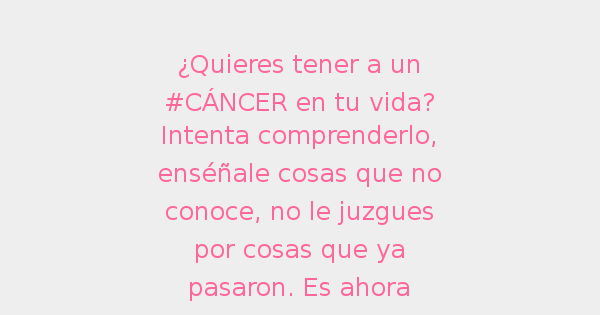 ¿Quieres tener a un
#CÁNCER en tu vida?
Intenta comprenderlo,
enséñale cosas que no
conoce, no le juzgues
por cosas que ya
pasaron. Es ahora